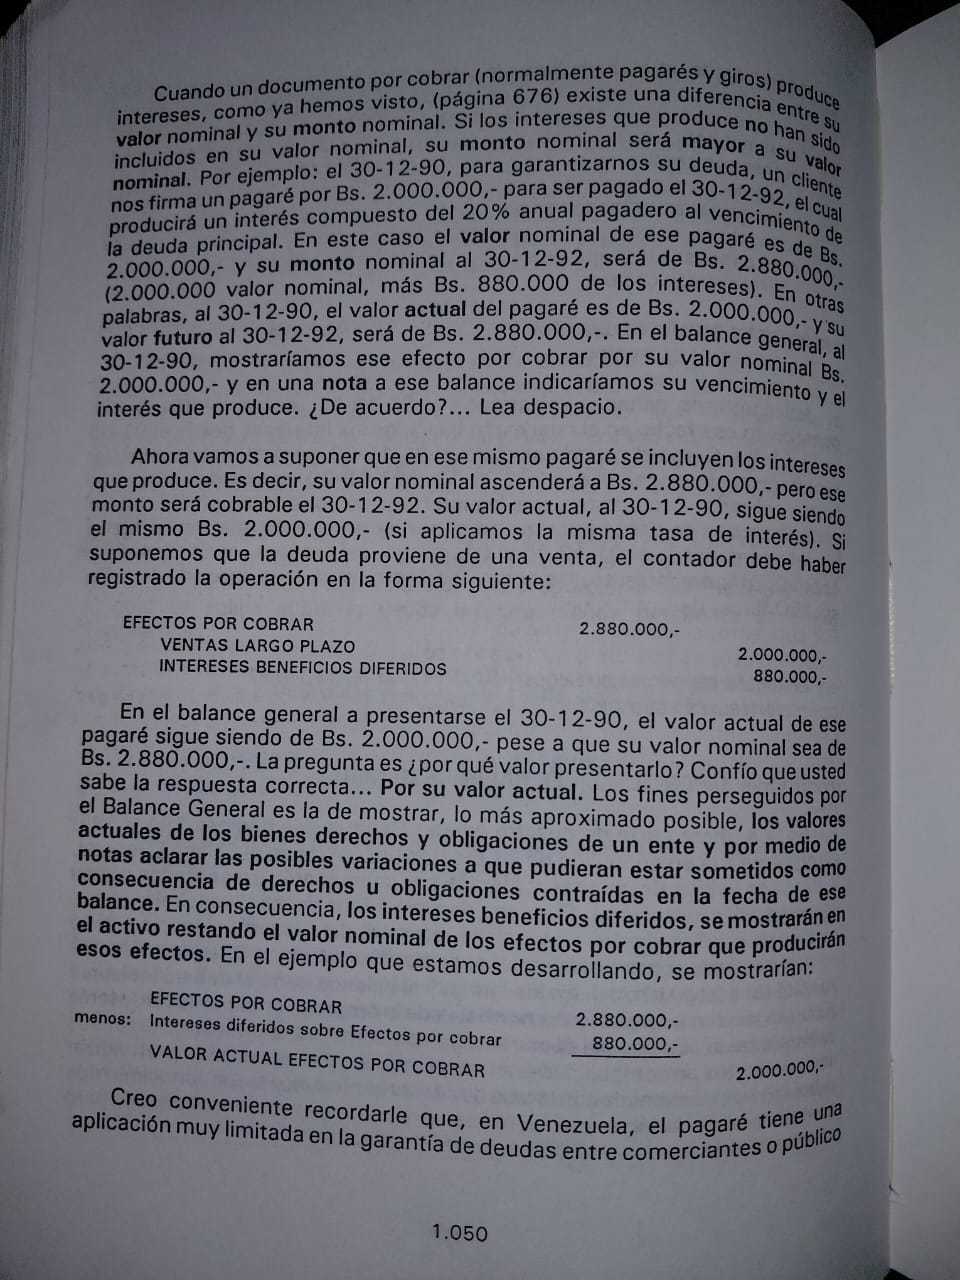 Cuando un documento por cobrar (normalmente pagarés y giros) produce
intereses, como ya hemos visto, (página 676) existe una diferencia entre su
valor nominal y su monto nominal. Si los intereses que produce no han sido
incluidos en su valor nominal, su monto nominal será mayor a su valor
nominal. Por ejemplo: el 30-12-90, para garantizarnos su deuda, un cliente
nos firma un pagaré por Bs. 2.000.000,- para ser pagado el 30-12-92, el cual
producirá un interés compuesto del 20% anual pagadero al vencimiento de
la deuda principal. En este caso el valor nominal de ese pagaré es de Bs.
2.000.000,- y su monto nominal al 30-12-92, será de Bs. 2.880.000,-
(2.000.000 valor nominal, más Bs. 880.000 de los intereses). En otras
palabras, al 30-12-90, el valor actual del pagaré es de Bs. 2.000.000,- y su
valor futuro al 30-12-92, será de Bs. 2.880.000,-. En el balance general, al
30-12-90, mostraríamos ese efecto por cobrar por su valor nominal Bs.
2.000.000,- y en una nota a ese balance indicaríamos su vencimiento y el
interés que produce. ¿De acuerdo?... Lea despacio.
Ahora vamos a suponer que en ese mismo pagaré se incluyen los intereses
que produce. Es decir, su valor nominal ascenderá a Bs. 2.880.000,- pero ese
monto será cobrable el 30-12-92. Su valor actual, al 30-12-90, sigue siendo
el mismo Bs. 2.000.000,- (si aplicamos la misma tasa de interés). Si
suponemos que la deuda proviene de una venta, el contador debe haber
registrado la operación en la forma siguiente:
EFECTOS POR COBRAR 2.880.000,-
VENTAS LARGO PLAZO 2.000.000,-
INTERESES BENEFICIOS DIFERIDOS 880.000,-
En el balance general a presentarse el 30-12-90, el valor actual de ese
pagaré sigue siendo de Bs. 2.000.000,- pese a que su valor nominal sea de
Bs. 2.880.000,-. La pregunta es ¿por qué valor presentarlo? Confío que usted
sabe la respuesta correcta... Por su valor actual. Los fines perseguidos por
el Balance General es la de mostrar, lo más aproximado posible, los valores
actuales de los bienes derechos y obligaciones de un ente y por medio de
notas aclarar las posibles variaciones a que pudieran estar sometidos como
consecuencia de derechos u obligaciones contraídas en la fecha de ese
balance. En consecuencia, los intereses beneficios diferidos, se mostrarán en
el activo restando el valor nominal de los efectos por cobrar que producirán
esos efectos. En el ejemplo que estamos desarrollando, se mostrarían:
EFECTOS POR COBRAR 2.880.000,-
menos: Intereses diferidos sobre Efectos por cobrar 880.000,-
VALOR ACTUAL EFECTOS POR COBRAR 2.000.000,-
Creo conveniente recordarle que, en Venezuela, el pagaré tiene una
aplicación muy limitada en la garantía de deudas entre comerciantes o público
1.050